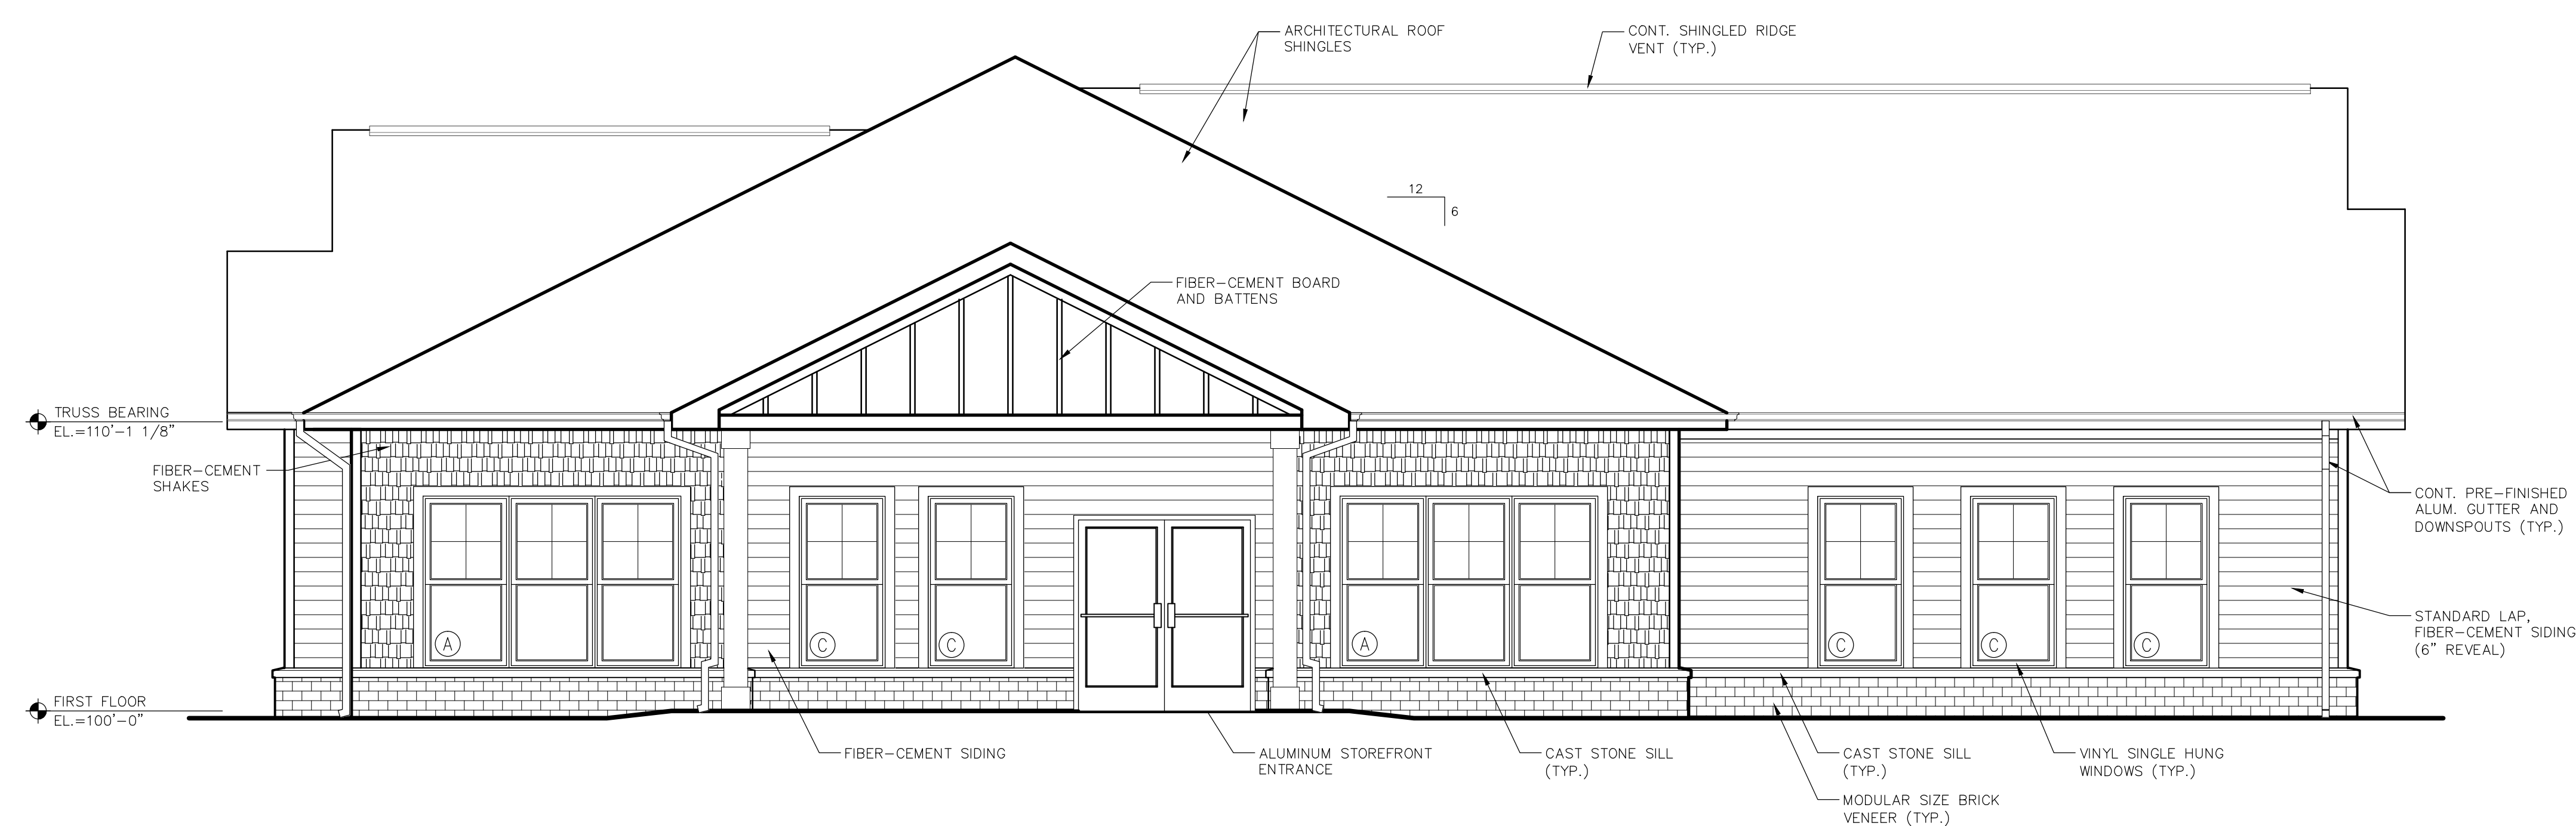 ARCHITECTURAL ROOF
SHINGLES
CONT. SHINGLED RIDGE
VENT (TYP.)
12
6
FIBER-CEMENT BOARD
AND BATTENS
TRUSS BEARING
EL.=110'-1 1/8"
FIBER-CEMENT
SHAKES
CONT. PRE-FINISHED
ALUM. GUTTER AND
DOWNSPOUTS (TYP.)
A
C
C
A
C
C
C
STANDARD LAP,
FIBER-CEMENT SIDING
(6" REVEAL)
FIRST FLOOR
EL.=100'-0"
FIBER-CEMENT SIDING
ALUMINUM STOREFRONT
ENTRANCE
CAST STONE SILL
(TYP.)
CAST STONE SILL
(TYP.)
VINYL SINGLE HUNG
WINDOWS (TYP.)
MODULAR SIZE BRICK
VENEER (TYP.)